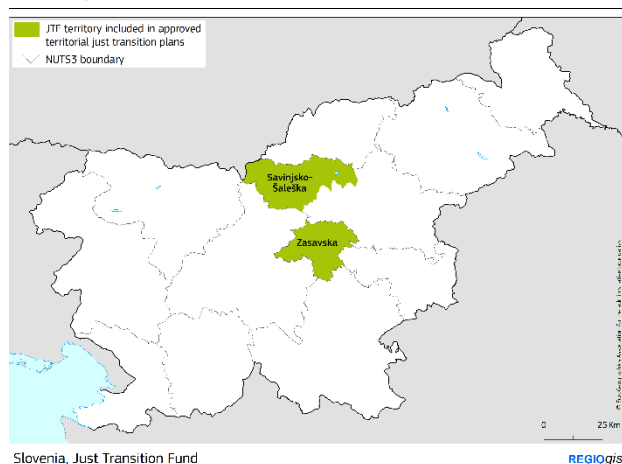 JTF territory included in approved
territorial just transition plans
NUTS3 boundary
Savinjsko-
Šaleška
Zasavska
0 25 Km
Slovenia, Just Transition Fund
REGIOgis